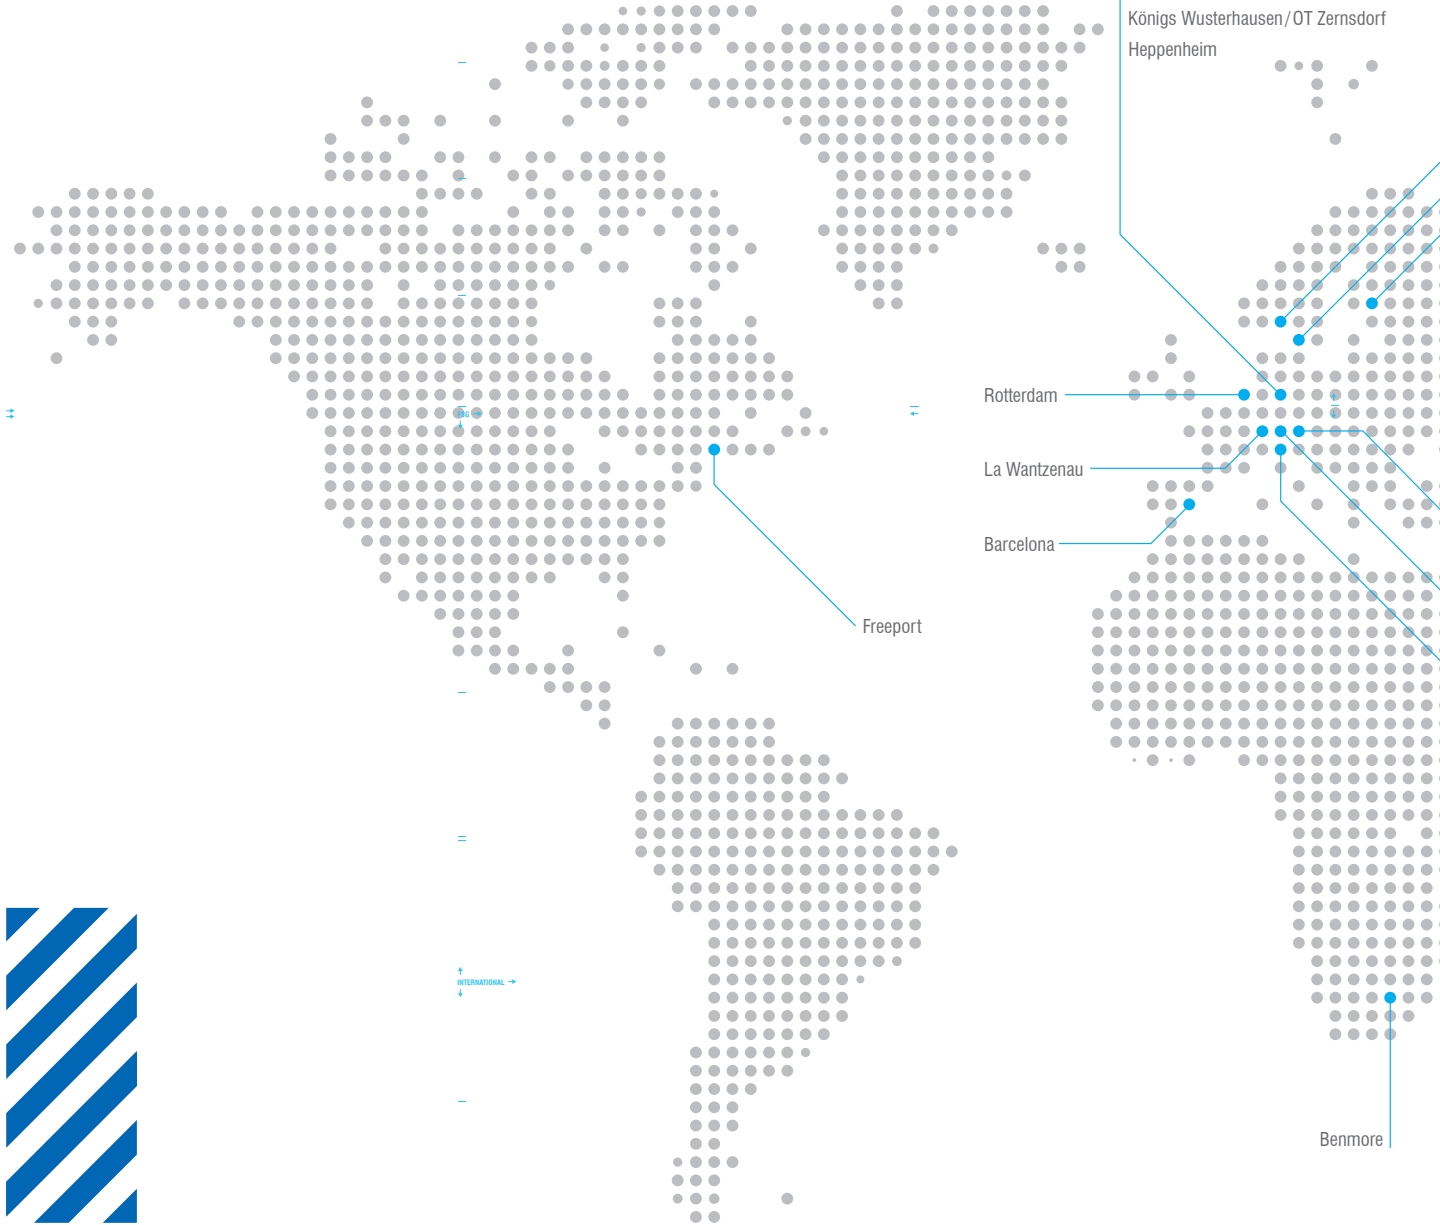 Königs Wusterhausen/OT Zernsdorf
Heppenheim
Rotterdam
La Wantzenau
Barcelona
Freeport
INTERNATIONAL
Benmore